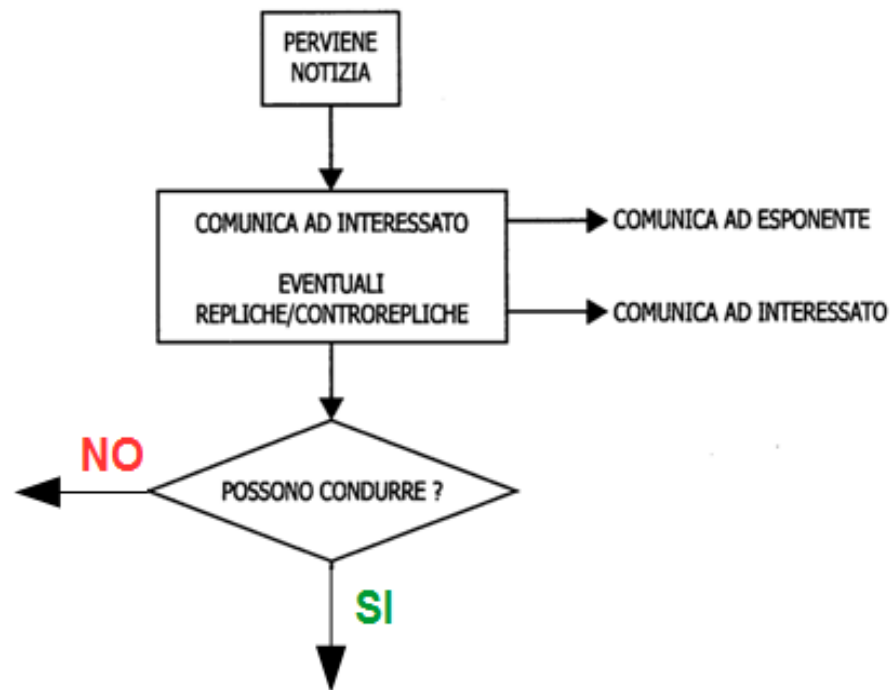 PERVIENE
NOTIZIA
COMUNICA AD INTERESSATO
COMUNICA AD ESPONENTE
EVENTUALI
REPLICHE/CONTROREPLICHE
COMUNICA AD INTERESSATO
NO
POSSONO CONDURRE ?
SI